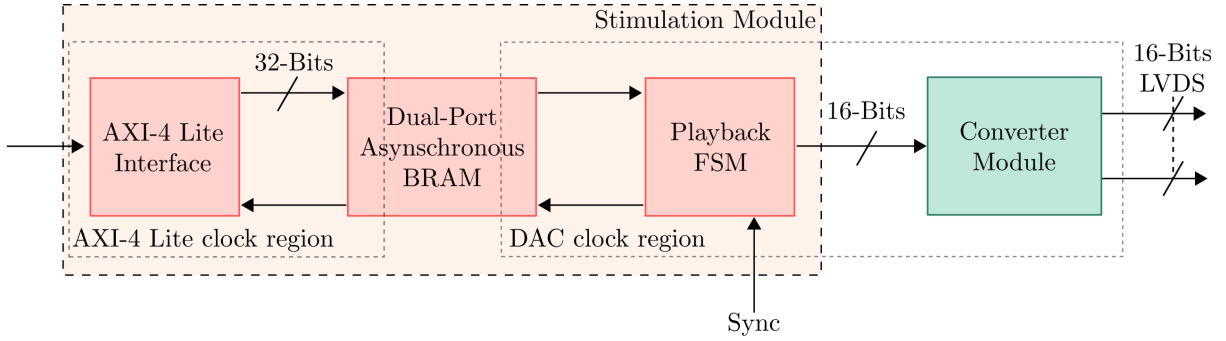 Stimulation Module
32-Bits
16-Bits
LVDS
AXI-4 Lite
Interface
Dual-Port
Asynschronous
BRAM
Playback
FSM
16-Bits
Converter
Module
AXI-4 Lite clock region
DAC clock region
Sync